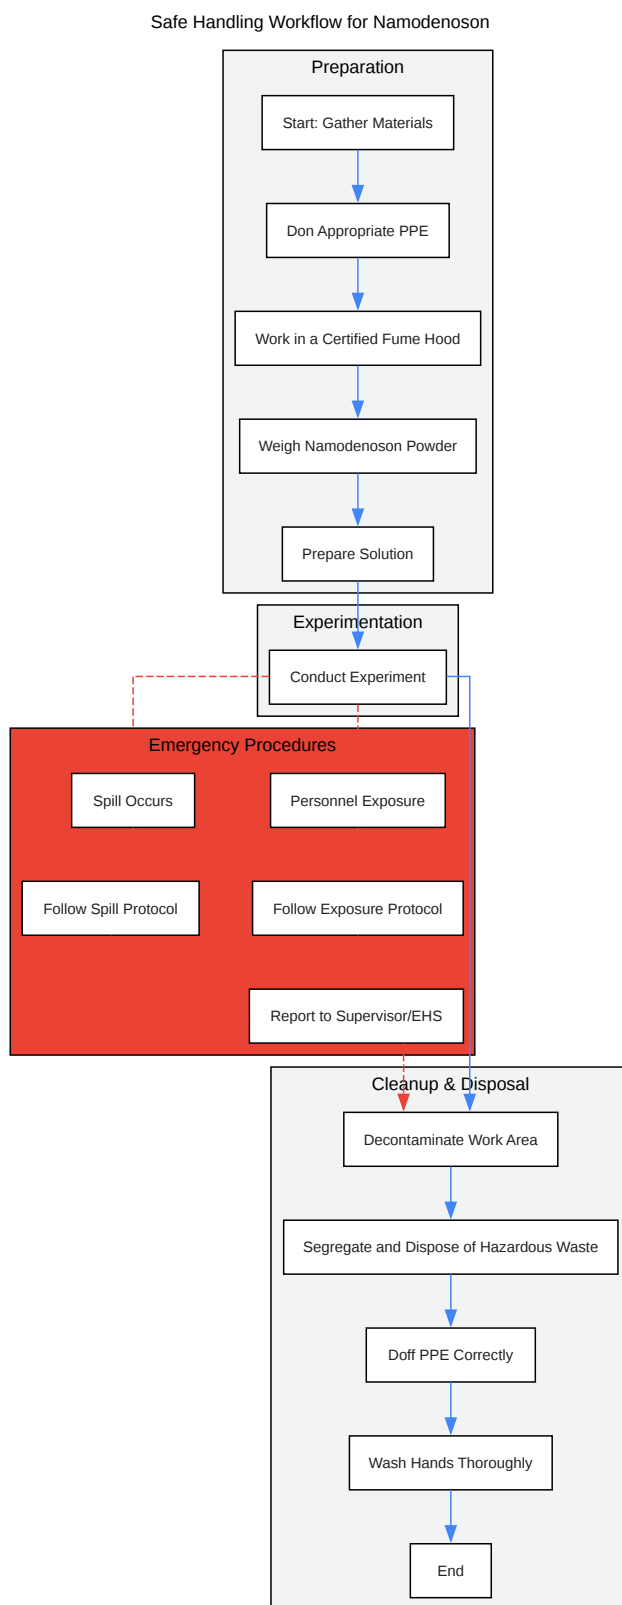 Safe Handling Workflow for Namodenoson
Preparation
Start: Gather Materials
Don Appropriate PPE
Work in a Certified Fume Hood
Weigh Namodenoson Powder
Prepare Solution
Experimentation
Conduct Experiment
Emergency Procedures
Spill Occurs
Personnel Exposure
Follow Spill Protocol
Follow Exposure Protocol
Report to Supervisor/EHS
Cleanup & Disposal
Decontaminate Work Area
Segregate and Dispose of Hazardous Waste
Doff PPE Correctly
Wash Hands Thoroughly
End